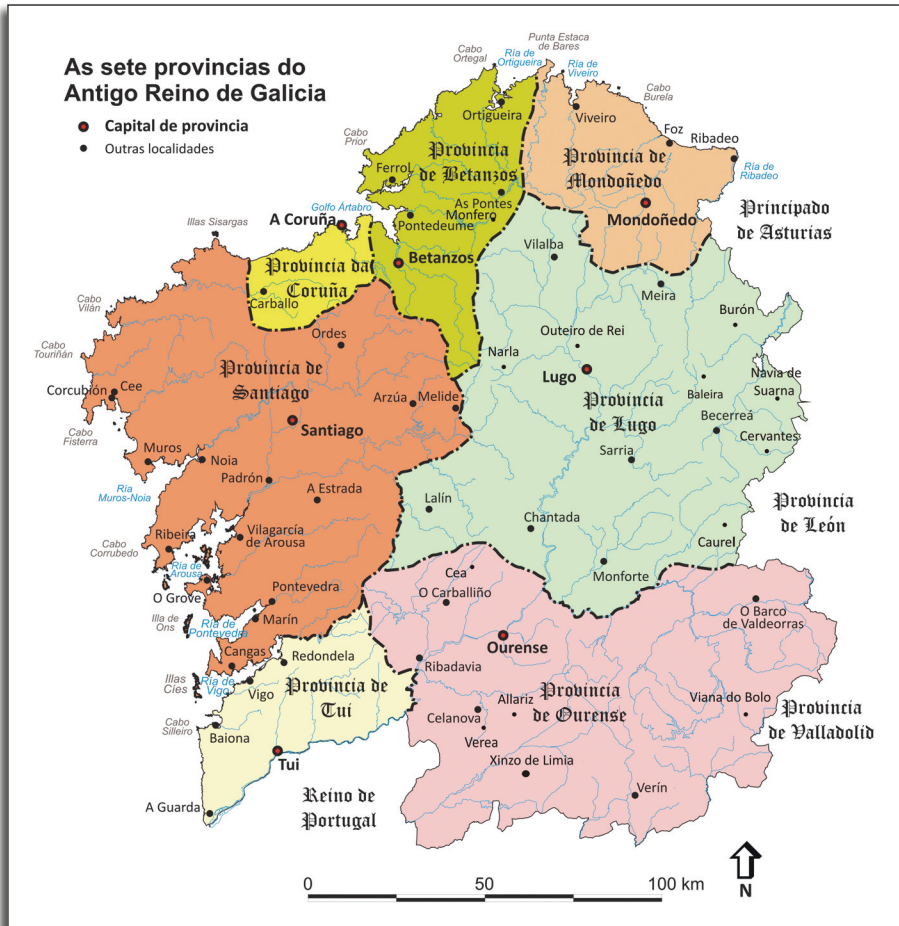 As sete provincias do
Antigo Reino de Galicia
Capital de provincia
Outras localidades
Punta Estaca
de Bares
Cabo
Ortegal
Ría de
Ortigueira
Ría de
Viveiro
Cabo
Burela
Ortigueira
Viveiro
Foz
Ribadeo
Cabo
Prior
Provincia
de Betanzos
Provincia de
Mondoñedo
Ría de
Ribadeo
Ferrol
As Pontes
Monfero
Pontedeume
Mondoñedo
Principado
de Asturias
Golfo Ártabro
Illas Sisargas
A Coruña
Betanzos
Vilalba
Provincia da
Coruña
Carballo
Meira
Cabo
Vilán
Burón
Ordes
Outeiro de Rei
Cabo
Touriñán
Narla
Lugo
Navia de
Suarna
Provincia de
Santiago
Corcubión
Cee
Arzúa
Melide
Baleira
Provincia
de Lugo
Becerreá
Cabo
Fisterra
Santiago
Cervantes
Muros
Noia
Sarria
Padrón
Ría
Muros-Noia
A Estrada
Lalín
Provincia
de León
Chantada
Ribeira
Vilagarcía
de Arousa
Caurel
Cabo
Corrubedo
Ría de
Arousa
Cea
Monforte
O Grove
Pontevedra
O Carballiño
O Barco
de Valdeorras
Illa de
Ons
Ría de
Pontevedra
Marín
Ourense
Cangas
Redondela
Ribadavia
Illas
Cíes
Ría de
Vigo
Vigo
Provincia de
Tui
Allariz
Provincia
de Ourense
Viana do Bolo
Provincia
de Valladolid
Celanova
Cabo
Silleiro
Baiona
Verea
Tui
Xinzo de Limia
A Guarda
Reino de
Portugal
Verín
0
50
100 km
N